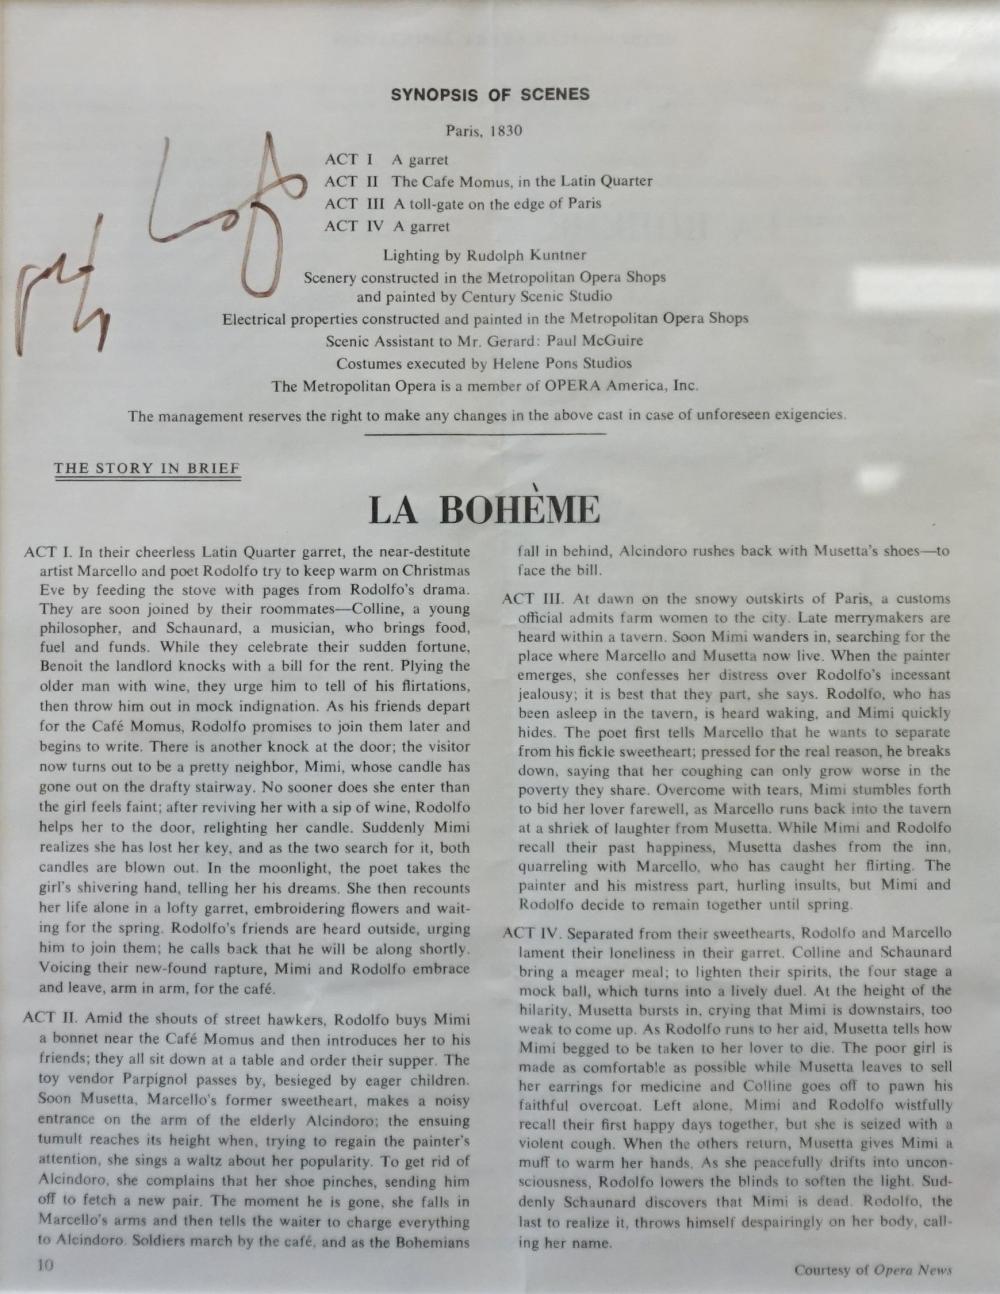 SYNOPSIS OF SCENES
Paris, 1830
ACT I A garret
ACT II The Cafe Momus, in the Latin Quarter
ACT III A toll-gate on the edge of Paris
ACT IV A garret
Lighting by Rudolph Kuntner
Scenery constructed in the Metropolitan Opera Shops
and painted by Century Scenic Studio
Electrical properties constructed and painted in the Metropolitan Opera Shops
Scenic Assistant to Mr. Gerard: Paul McGuire
Costumes executed by Helene Pons Studios
The Metropolitan Opera is a member of OPERA America, Inc.
The management reserves the right to make any changes in the above cast in case of unforeseen exigencies.
THE STORY IN BRIEF
LA BOHÈME
ACT I. In their cheerless Latin Quarter garret, the near-destitute
artist Marcello and poet Rodolfo try to keep warm on Christmas
Eve by feeding the stove with pages from Rodolfo's drama.
They are soon joined by their roommates—Colline, a young
philosopher, and Schaunard, a musician, who brings food,
fuel and funds. While they celebrate their sudden fortune,
Benoit the landlord knocks with a bill for the rent. Plying the
older man with wine, they urge him to tell of his flirtations,
then throw him out in mock indignation. As his friends depart
for the Café Momus, Rodolfo promises to join them later and
begins to write. There is another knock at the door; the visitor
now turns out to be a pretty neighbor, Mimi, whose candle has
gone out on the drafty stairway. No sooner does she enter than
the girl feels faint; after reviving her with a sip of wine, Rodolfo
helps her to the door, relighting her candle. Suddenly Mimi
realizes she has lost her key, and as the two search for it, both
candles are blown out. In the moonlight, the poet takes the
girl's shivering hand, telling her his dreams. She then recounts
her life alone in a lofty garret, embroidering flowers and wait-
ing for the spring. Rodolfo's friends are heard outside, urging
him to join them; he calls back that he will be along shortly.
Voicing their new-found rapture, Mimi and Rodolfo embrace
and leave, arm in arm, for the café.
ACT II. Amid the shouts of street hawkers, Rodolfo buys Mimi
a bonnet near the Café Momus and then introduces her to his
friends; they all sit down at a table and order their supper. The
toy vendor Parpignol passes by, besieged by eager children.
Soon Musetta, Marcello's former sweetheart, makes a noisy
entrance on the arm of the elderly Alcindoro; the ensuing
tumult reaches its height when, trying to regain the painter's
attention, she sings a waltz about her popularity. To get rid of
Alcindoro, she complains that her shoe pinches, sending him
off to fetch a new pair. The moment he is gone, she falls in
Marcello's arms and then tells the waiter to charge everything
to Alcindoro. Soldiers march by the café, and as the Bohemians
fall in behind, Alcindoro rushes back with Musetta's shoes—to
face the bill.
ACT III. At dawn on the snowy outskirts of Paris, a customs
official admits farm women to the city. Late merrymakers are
heard within a tavern. Soon Mimi wanders in, searching for the
place where Marcello and Musetta now live. When the painter
emerges, she confesses her distress over Rodolfo's incessant
jealousy; it is best that they part, she says. Rodolfo, who has
been asleep in the tavern, is heard waking, and Mimi quickly
hides. The poet first tells Marcello that he wants to separate
from his fickle sweetheart; pressed for the real reason, he breaks
down, saying that her coughing can only grow worse in the
poverty they share. Overcome with tears, Mimi stumbles forth
to bid her lover farewell, as Marcello runs back into the tavern
at a shriek of laughter from Musetta. While Mimi and Rodolfo
recall their past happiness, Musetta dashes from the inn,
quarreling with Marcello, who has caught her flirting. The
painter and his mistress part, hurling insults, but Mimi and
Rodolfo decide to remain together until spring.
ACT IV. Separated from their sweethearts, Rodolfo and Marcello
lament their loneliness in their garret. Colline and Schaunard
bring a meager meal; to lighten their spirits, the four stage a
mock ball, which turns into a lively duel. At the height of the
hilarity, Musetta bursts in, crying that Mimi is downstairs, too
weak to come up. As Rodolfo runs to her aid, Musetta tells how
Mimi begged to be taken to her lover to die. The poor girl is
made as comfortable as possible while Musetta leaves to sell
her earrings for medicine and Colline goes off to pawn his
faithful overcoat. Left alone, Mimi and Rodolfo wistfully
recall their first happy days together, but she is seized with a
violent cough. When the others return, Musetta gives Mimi a
muff to warm her hands. As she peacefully drifts into uncon-
sciousness, Rodolfo lowers the blinds to soften the light. Sud-
denly Schaunard discovers that Mimi is dead. Rodolfo, the
last to realize it, throws himself despairingly on her body, call-
ing her name.
10
Courtesy of Opera News